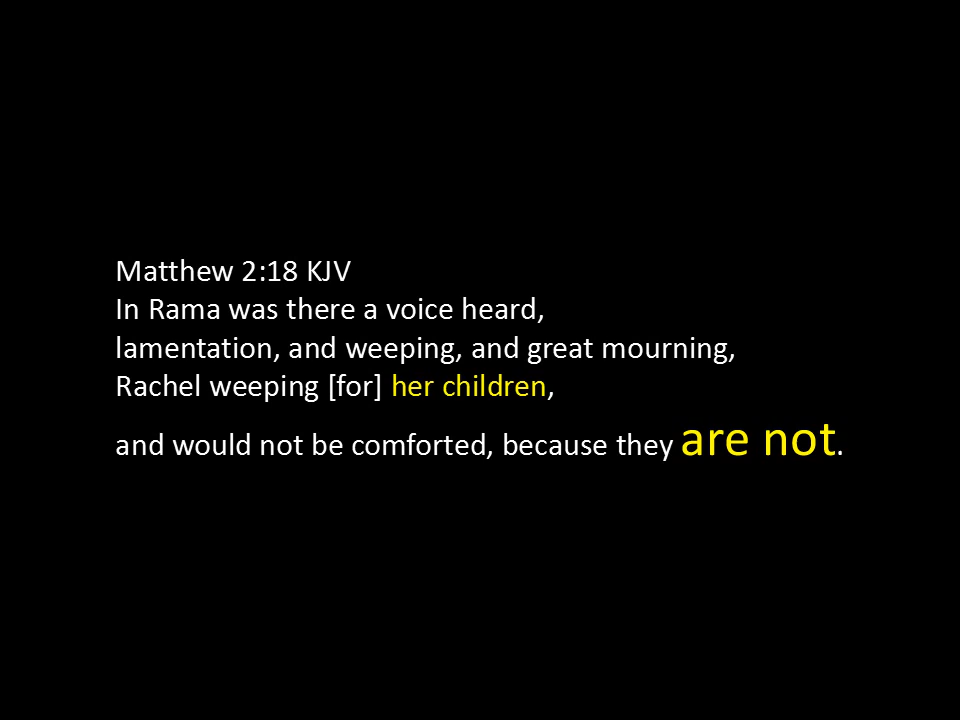 Matthew 2:18 KJV
In Rama was there a voice heard,
lamentation, and weeping, and great mourning,
Rachel weeping [for] her children,
and would not be comforted, because they are not.